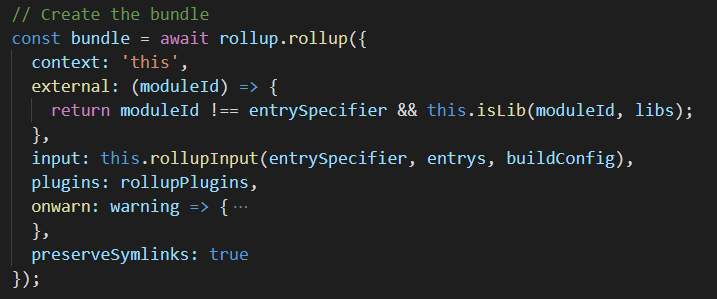 // Create the bundle
const bundle = await rollup.rollup({
  context: 'this',
  external: (moduleId) => {
    return moduleId !== entrySpecifier && this.isLib(moduleId, libs);
  },
  input: this.rollupInput(entrySpecifier, entrys, buildConfig),
  plugins: rollupPlugins,
  onwarn: warning => {···
  },
  preserveSymlinks: true
});